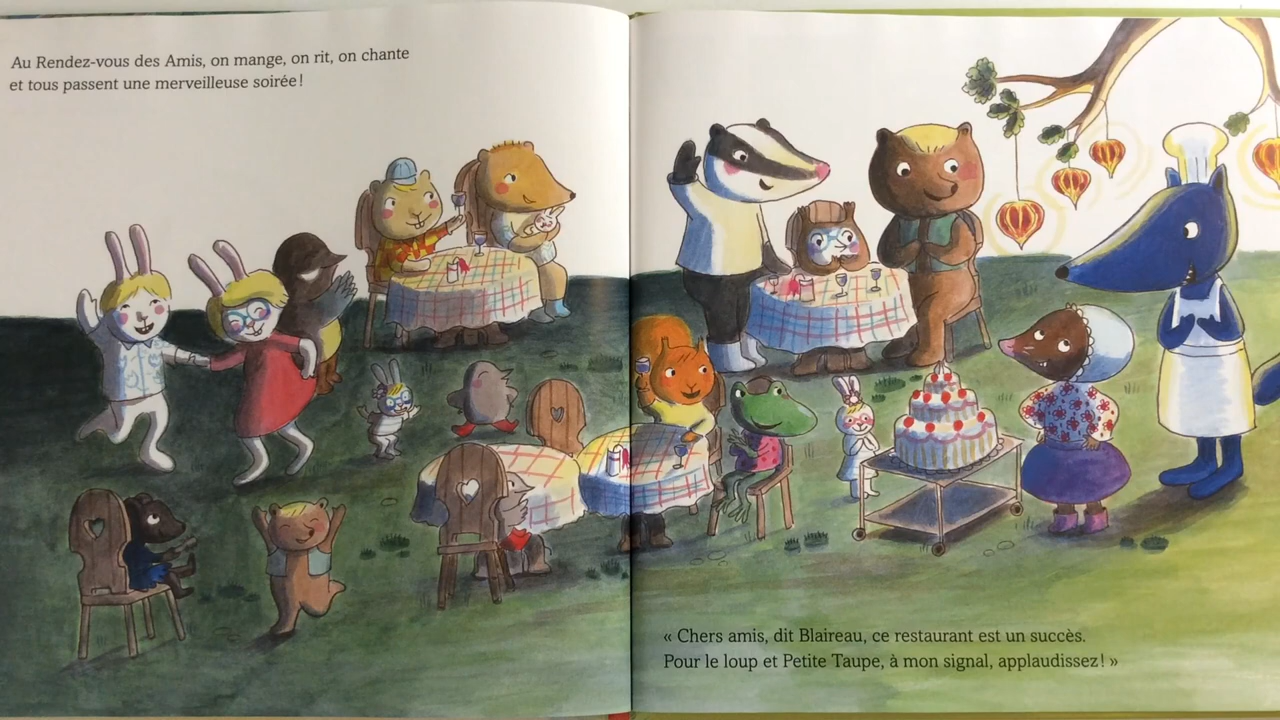 Au Rendez-vous des Amis, on mange, on rit, on chante
et tous passent une merveilleuse soirée !
« Chers amis, dit Blaireau, ce restaurant est un succès.
Pour le loup et Petite Taupe, à mon signal, applaudissez ! »